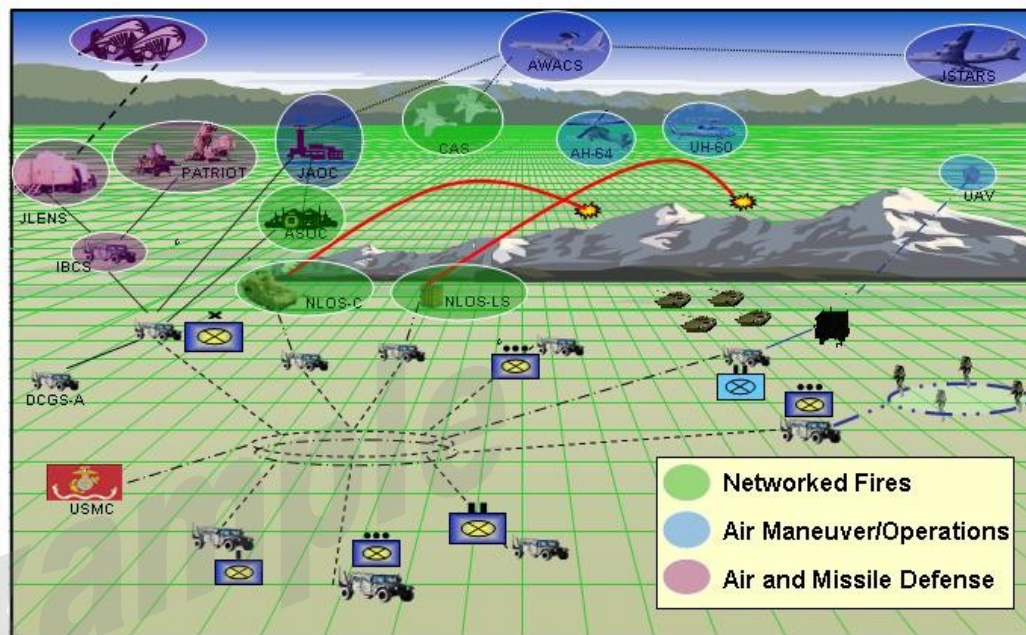 AWACS
JSTARS
CAS
AH-64
UH-60
UAV
PATRIOT
JAOC
JLENS
ASOC
IBCS
NLOS-C
NLOS-LS
DCGS-A
USMC
Networked Fires
Air Maneuver/Operations
Air and Missile Defense
ample